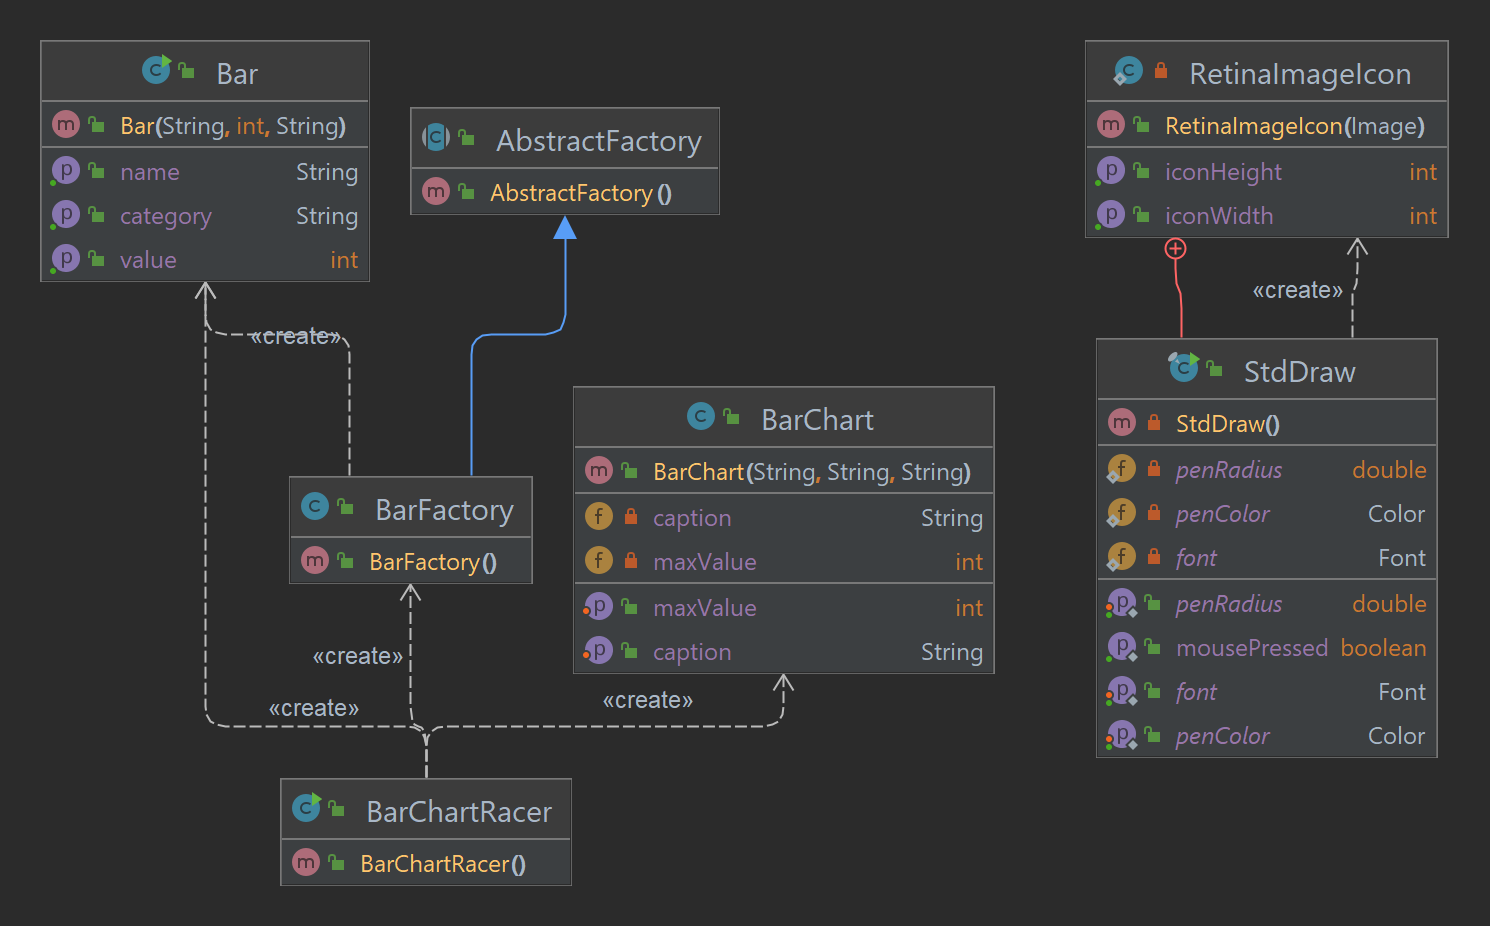 Bar
Bar(String, int, String)
name String
category String
value int
AbstractFactory
AbstractFactory()
RetinaImageIcon
RetinaImageIcon(Image)
iconHeight int
iconWidth int
«create»
«create»
StdDraw
StdDraw()
penRadius double
penColor Color
font Font
penRadius double
mousePressed boolean
font Font
penColor Color
BarChart
BarChart(String, String, String)
caption String
maxValue int
maxValue int
caption String
BarFactory
BarFactory()
«create»
«create»
«create»
BarChartRacer
BarChartRacer()